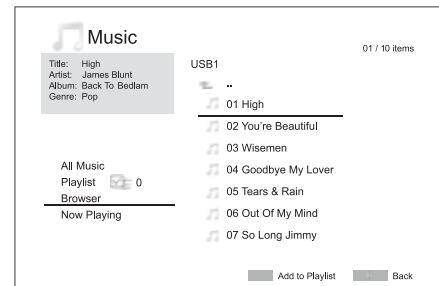 Music
01 / 10 items
Title: High
Artist: James Blunt
Album: Back To Bedlam
Genre: Pop
All Music
Playlist 0
Browser
Now Playing
USB1
..
01 High
02 You're Beautiful
03 Wisemen
04 Goodbye My Lover
05 Tears & Rain
06 Out Of My Mind
07 So Long Jimmy
Add to Playlist
Back